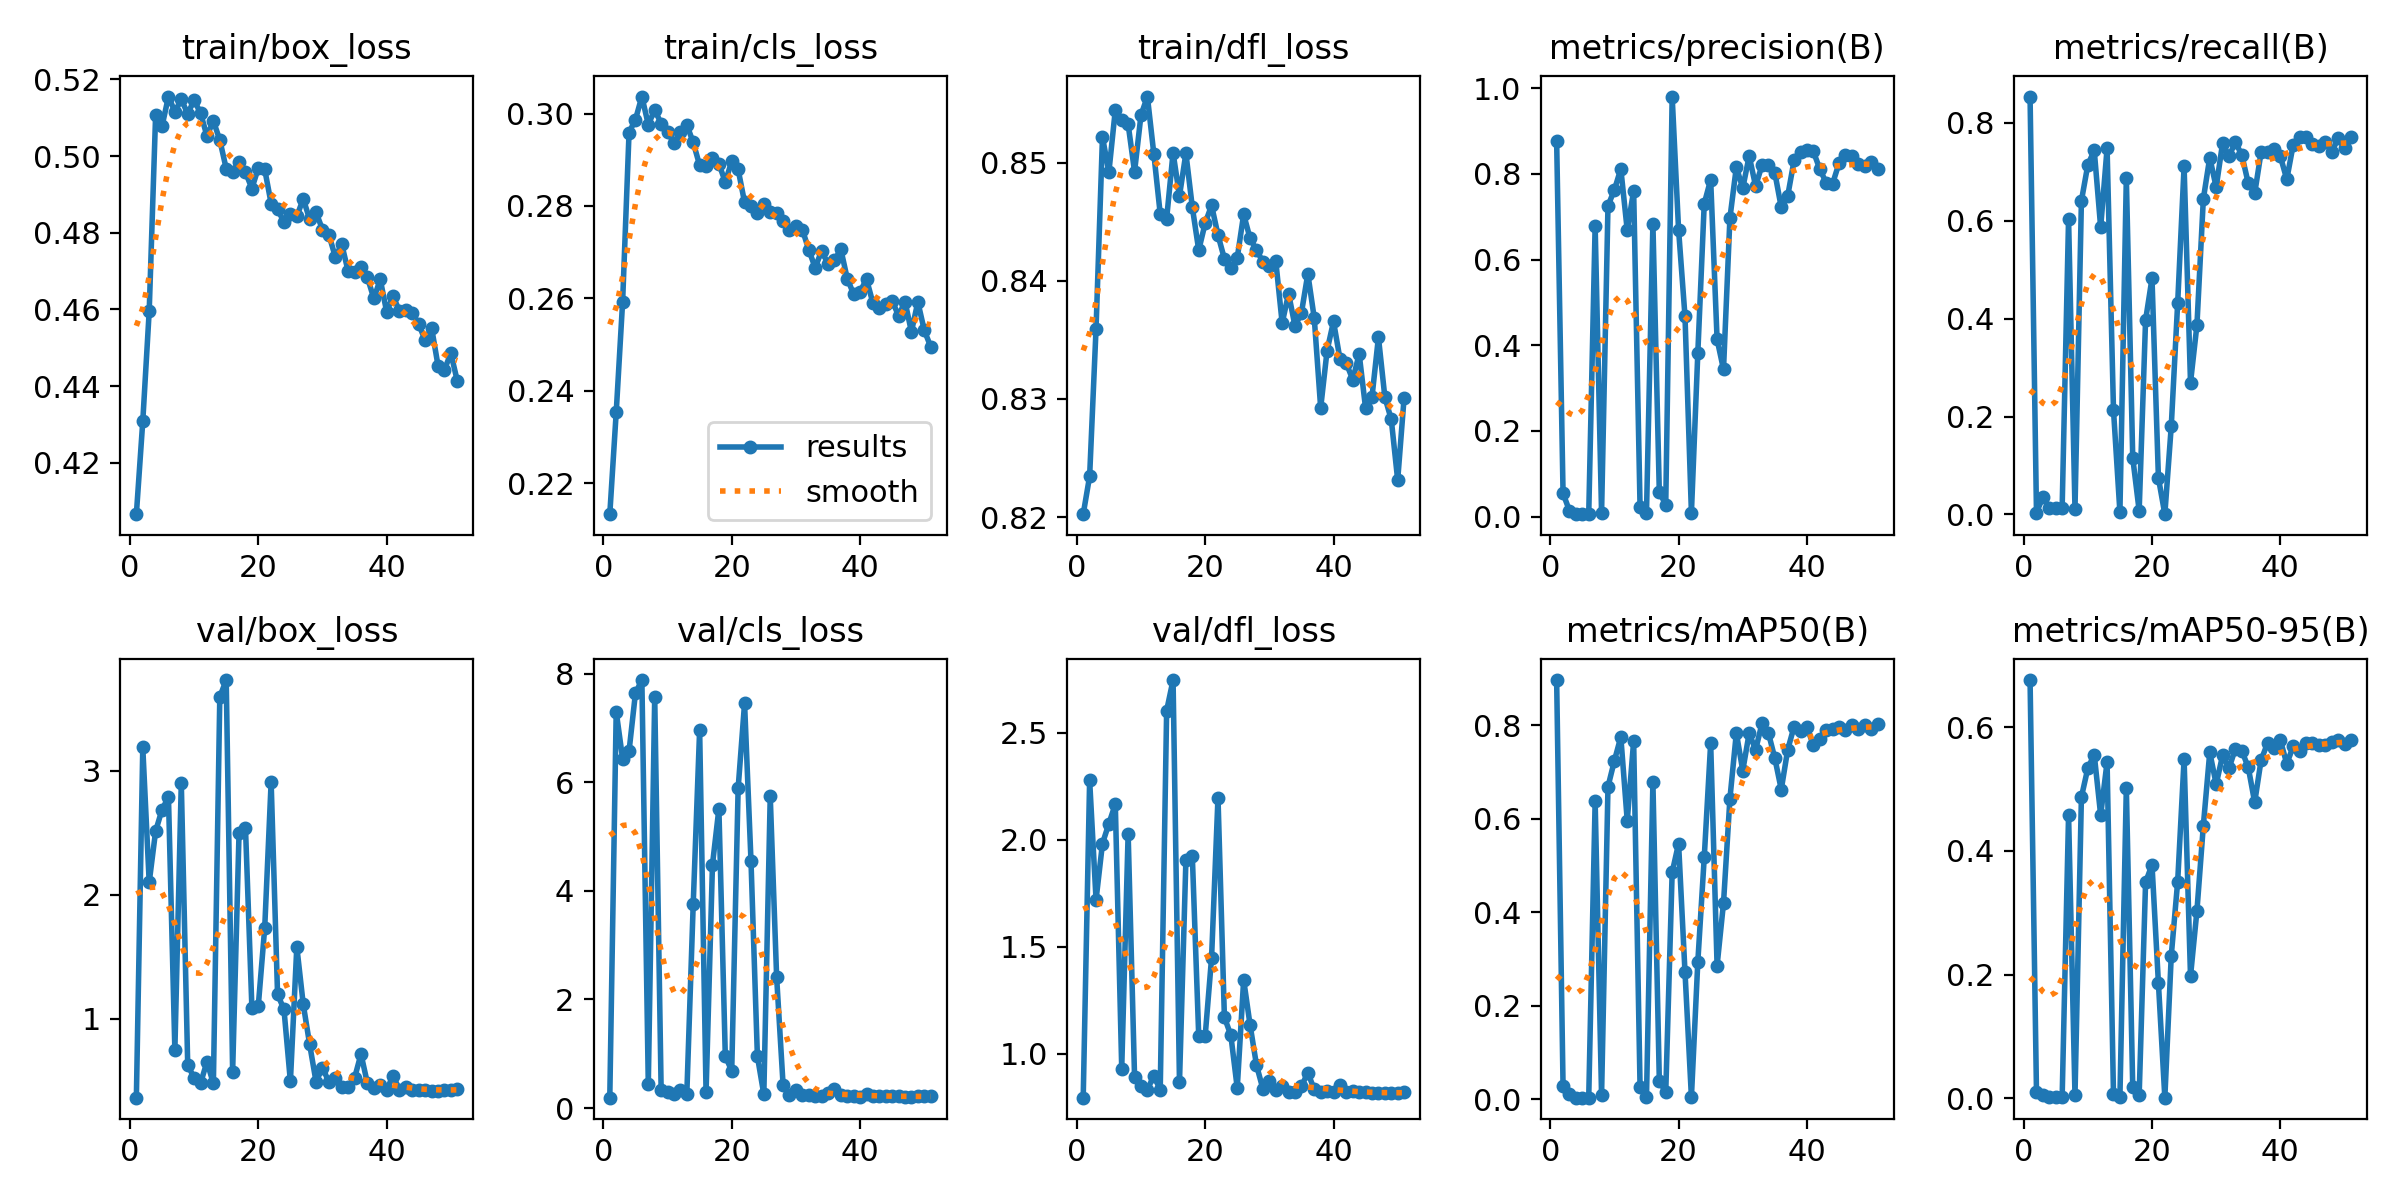 train/box_loss
0.52
0.50
0.48
0.46
0.44
0.42
0 20 40
train/cls_loss
0.30
0.28
0.26
0.24
0.22
results
smooth
0 20 40
train/dfl_loss
0.85
0.84
0.83
0.82
0 20 40
metrics/precision(B)
1.0
0.8
0.6
0.4
0.2
0.0
0 20 40
metrics/recall(B)
0.8
0.6
0.4
0.2
0.0
0 20 40
val/box_loss
3
2
1
0 20 40
val/cls_loss
8
6
4
2
0
0 20 40
val/dfl_loss
2.5
2.0
1.5
1.0
0 20 40
metrics/mAP50(B)
0.8
0.6
0.4
0.2
0.0
0 20 40
metrics/mAP50-95(B)
0.6
0.4
0.2
0.0
0 20 40